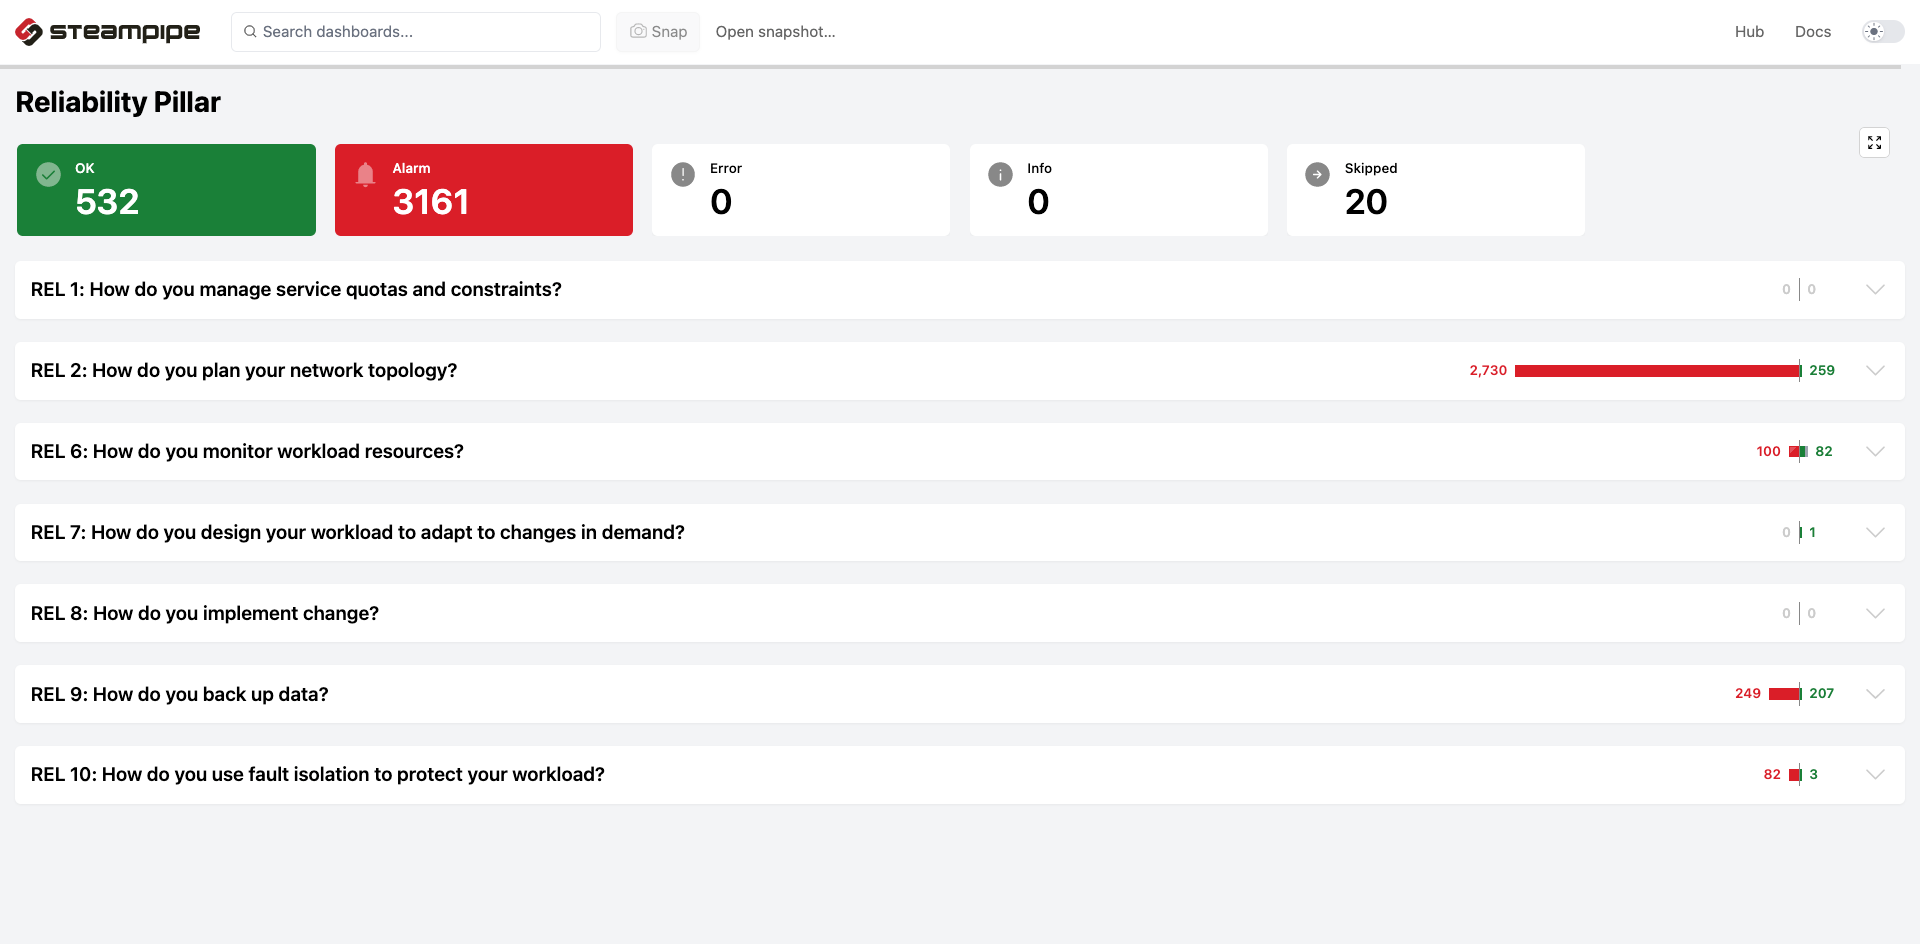 steampipe
Search dashboards...
Snap
Open snapshot...
Hub
Docs
Reliability Pillar
OK
532
Alarm
3161
Error
0
Info
0
Skipped
20
REL 1: How do you manage service quotas and constraints?
0 0
REL 2: How do you plan your network topology?
2,730 259
REL 6: How do you monitor workload resources?
100 82
REL 7: How do you design your workload to adapt to changes in demand?
0 1
REL 8: How do you implement change?
0 0
REL 9: How do you back up data?
249 207
REL 10: How do you use fault isolation to protect your workload?
82 3